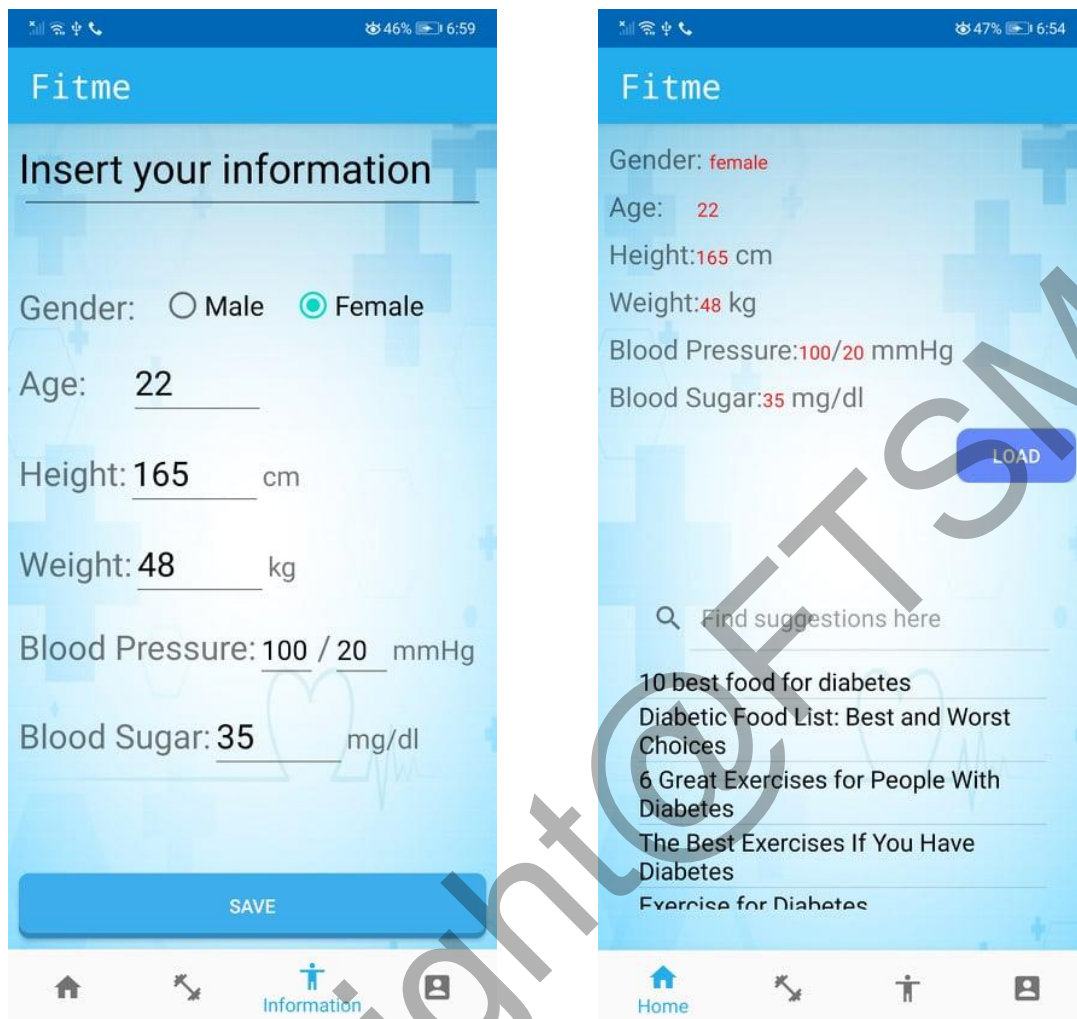 46% 6:59
Fitme
Insert your information
Gender: Male Female
Age: 22
Height: 165 cm
Weight: 48 kg
Blood Pressure: 100 / 20 mmHg
Blood Sugar: 35 mg/dl
SAVE
Information
47% 6:54
Fitme
Gender: female
Age: 22
Height:165 cm
Weight:48 kg
Blood Pressure:100/20 mmHg
Blood Sugar:35 mg/dl
LOAD
Find suggestions here
10 best food for diabetes
Diabetic Food List: Best and Worst
Choices
6 Great Exercises for People With
Diabetes
The Best Exercises If You Have
Diabetes
Exercise for Diabetes
Home